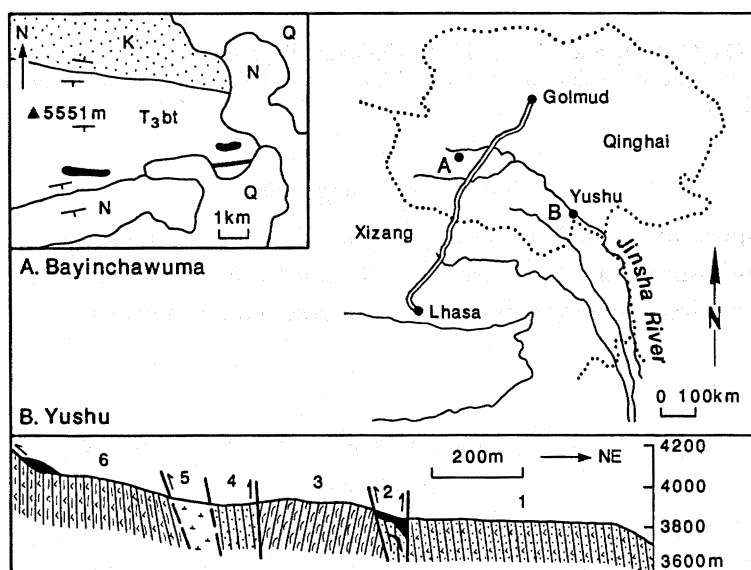 N
K
Q
N
▲5551m
T₃bt
Q
N
1km
A. Bayinchawuma
Golmud
Qinghai
A
Yushu
B
Xizang
Jinsha River
Lhasa
N
0 100km
B. Yushu
6
5
4
3
2
1
200m
NE
4200
4000
3800
3600m